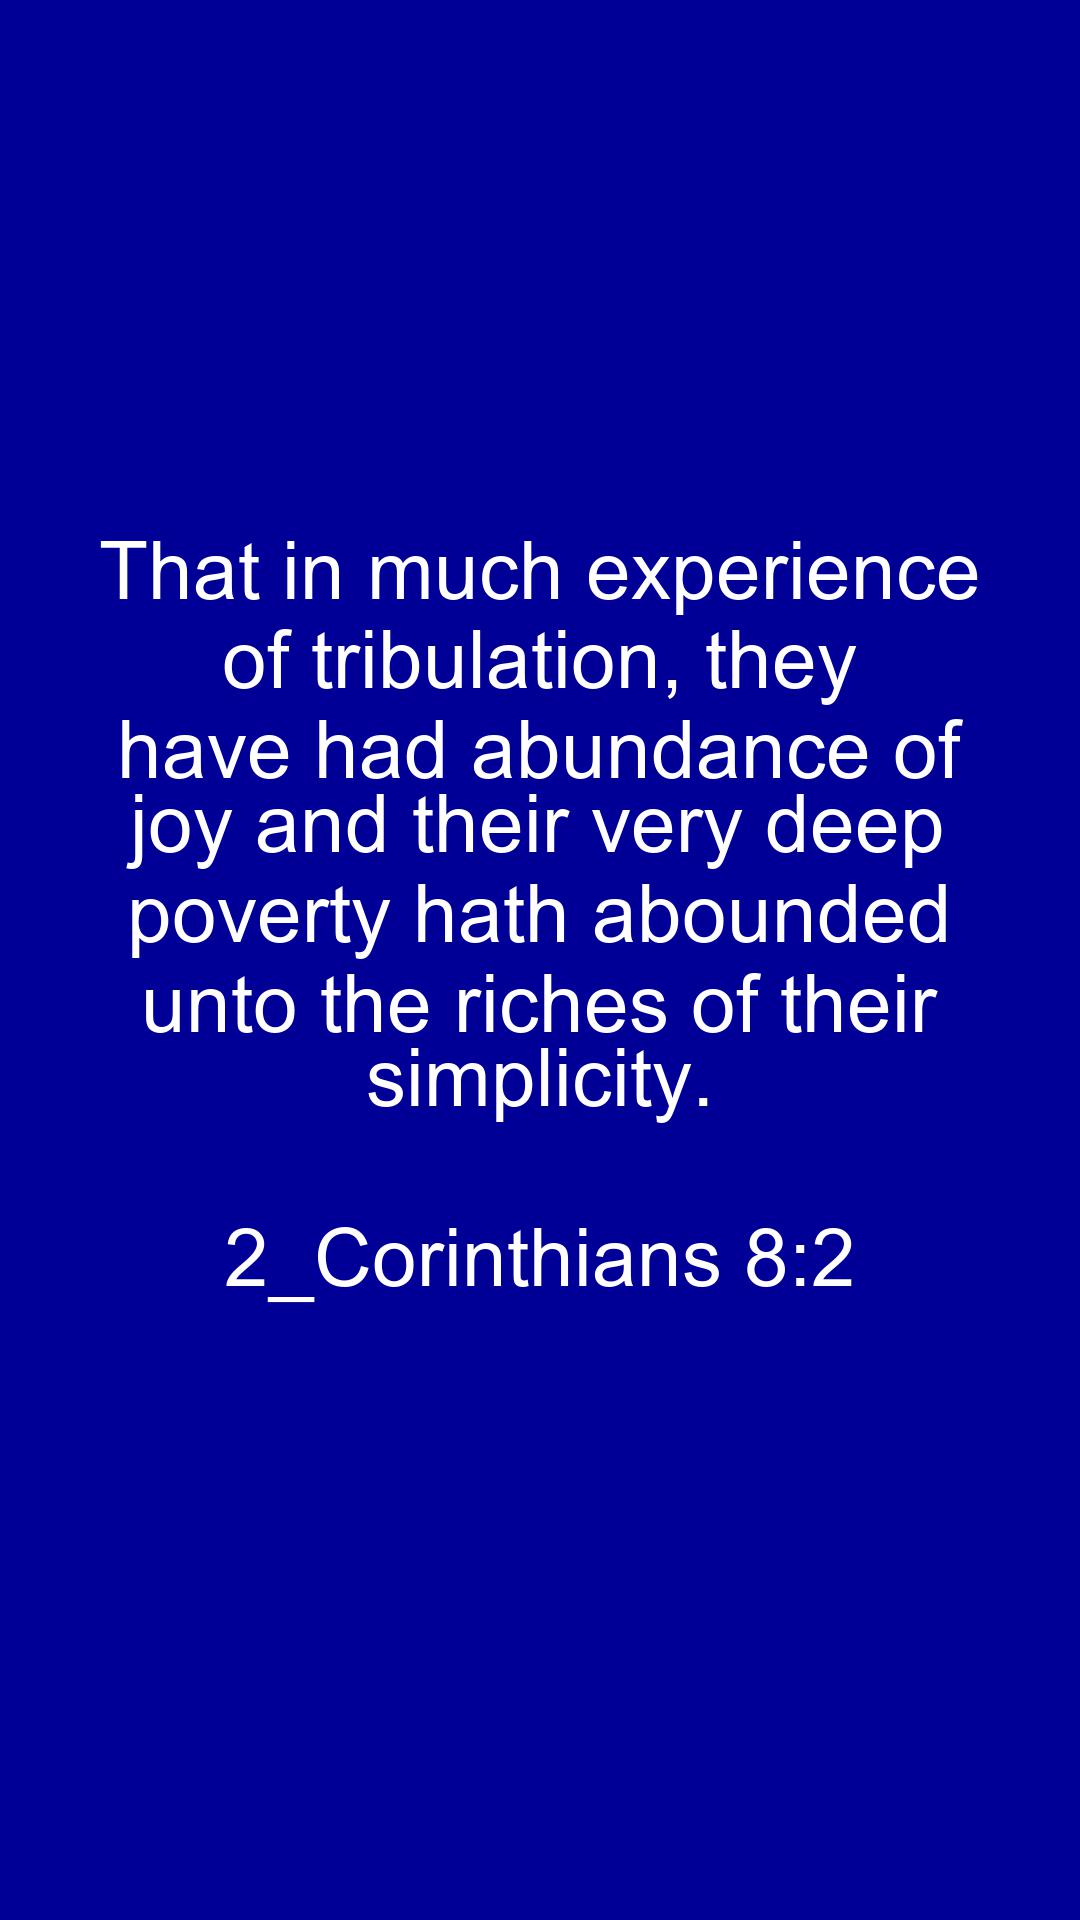 That in much experience
of tribulation, they
have had abundance of
joy and their very deep
poverty hath abounded
unto the riches of their
simplicity.
2_Corinthians 8:2